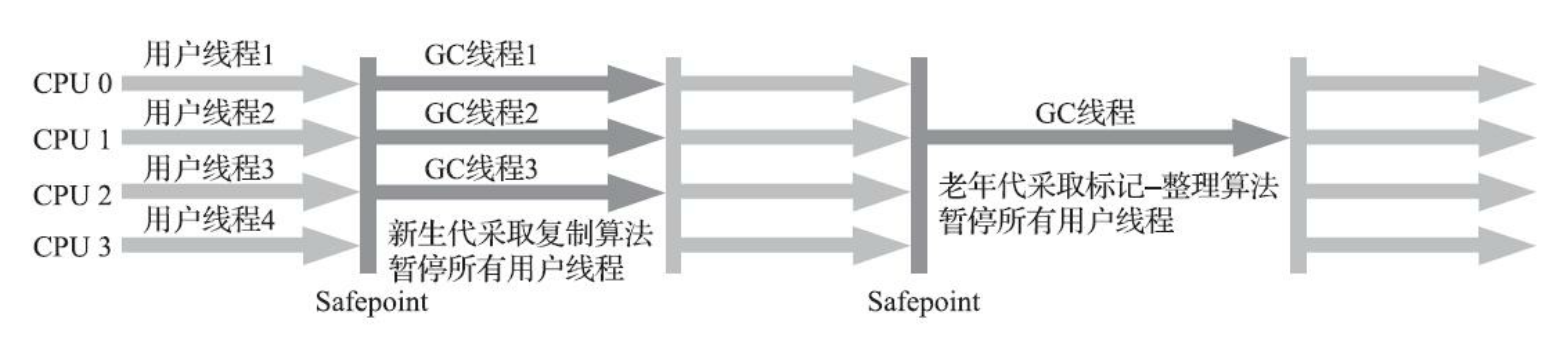 用户线程1
GC线程1
CPU 0
用户线程2
GC线程2
GC线程
CPU 1
用户线程3
GC线程3
CPU 2
老年代采取标记–整理算法
暂停所有用户线程
用户线程4
新生代采取复制算法
暂停所有用户线程
CPU 3
Safepoint
Safepoint